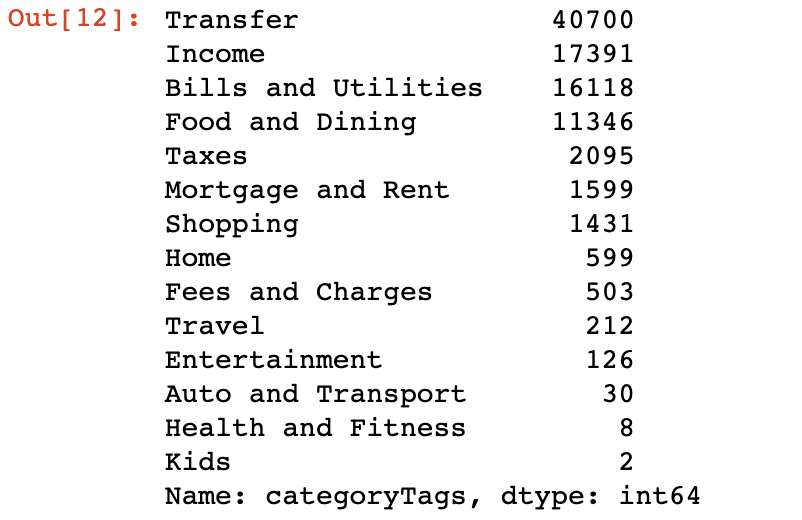 Out[12]: Transfer 40700
Income 17391
Bills and Utilities 16118
Food and Dining 11346
Taxes 2095
Mortgage and Rent 1599
Shopping 1431
Home 599
Fees and Charges 503
Travel 212
Entertainment 126
Auto and Transport 30
Health and Fitness 8
Kids 2
Name: categoryTags, dtype: int64